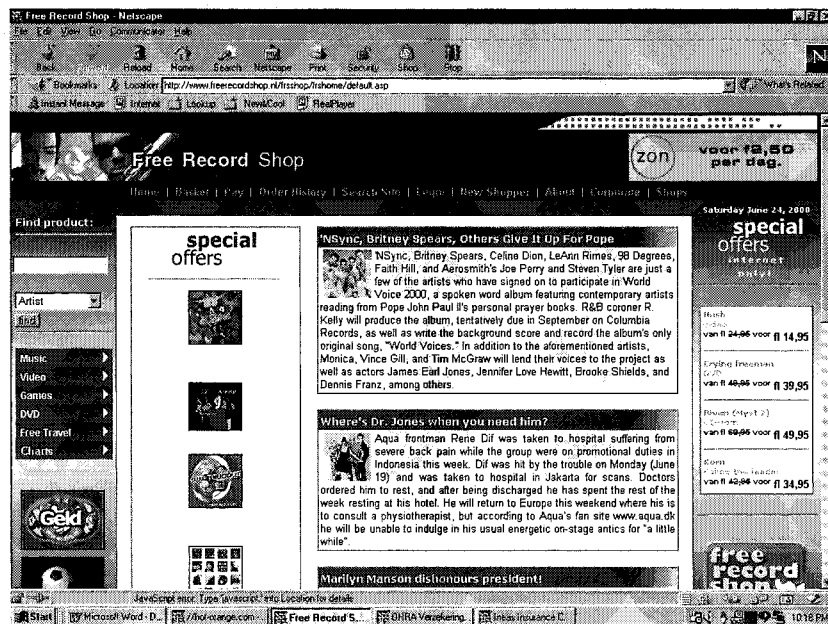 Free Record Shop - Netscape
File Edit View Go Communicator Help
Back Reload Home Search Netscape Print Security Shop Stop
N
Bookmarks Location http://www.freerecordshop.nl/frsshop/frshome/default.asp What's Related
Instant Message Internet Lookup New&Cool RealPlayer
Free Record Shop
zon
voor f2,50
per dag.
Home | Basket | Pay | Order History | Search Site | Login | New Shopper | About | Corporate | Shops
Saturday June 24, 2000
Find product:
Artist
find
Music
Video
Games
DVD
Free Travel
Charts
Geld
special
offers
'NSync, Britney Spears, Others Give It Up For Pope
'NSync, Britney Spears, Celine Dion, LeAnn Rimes, 98 Degrees,
Faith Hill, and Aerosmith's Joe Perry and Steven Tyler are just a
few of the artists who have signed on to participate in World
Voice 2000, a spoken word album featuring contemporary artists
reading from Pope John Paul II's personal prayer books. R&B coroner R.
Kelly will produce the album, tentatively due in September on Columbia
Records, as well as write the background score and record the album's only
original song, "World Voices." In addition to the aforementioned artists,
Monica, Vince Gill, and Tim McGraw will lend their voices to the project as
well as actors James Earl Jones, Jennifer Love Hewitt, Brooke Shields, and
Dennis Franz, among others.
Where's Dr. Jones when you need him?
Aqua frontman Rene Dif was taken to hospital suffering from
severe back pain while the group were on promotional duties in
Indonesia this week. Dif was hit by the trouble on Monday (June
19) and was taken to hospital in Jakarta for scans. Doctors
ordered him to rest, and after being discharged he has spent the rest of the
week resting at his hotel. He will return to Europe this weekend where his is
to consult a physiotherapist, but according to Aqua's fan site www.aqua.dk
he will be unable to indulge in his usual energetic on-stage antics for "a little
while".
Marilyn Manson dishonours president!
special
offers
internet
only!
van fl 24,95 voor fl 14,95
Crying Freeman
van fl 49,95 voor fl 39,95
Riven (Myst 2)
van fl 69,95 voor fl 49,95
Korn
van fl 42,95 voor fl 34,95
free
record
shop
JavaScript error: Type 'javascript:' into Location for details
Start Microsoft Word - D... //hol-orange.com -... Free Record S... OHRA Verzekering... 10:18 PM